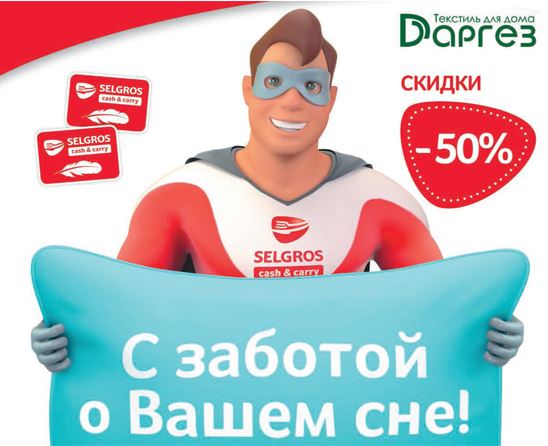 Текстиль для дома
Даргез
СКИДКИ
-50%
SELGROS
cash & carry
SELGROS
cash & carry
SELGROS
cash & carry
С заботой
о Вашем сне!